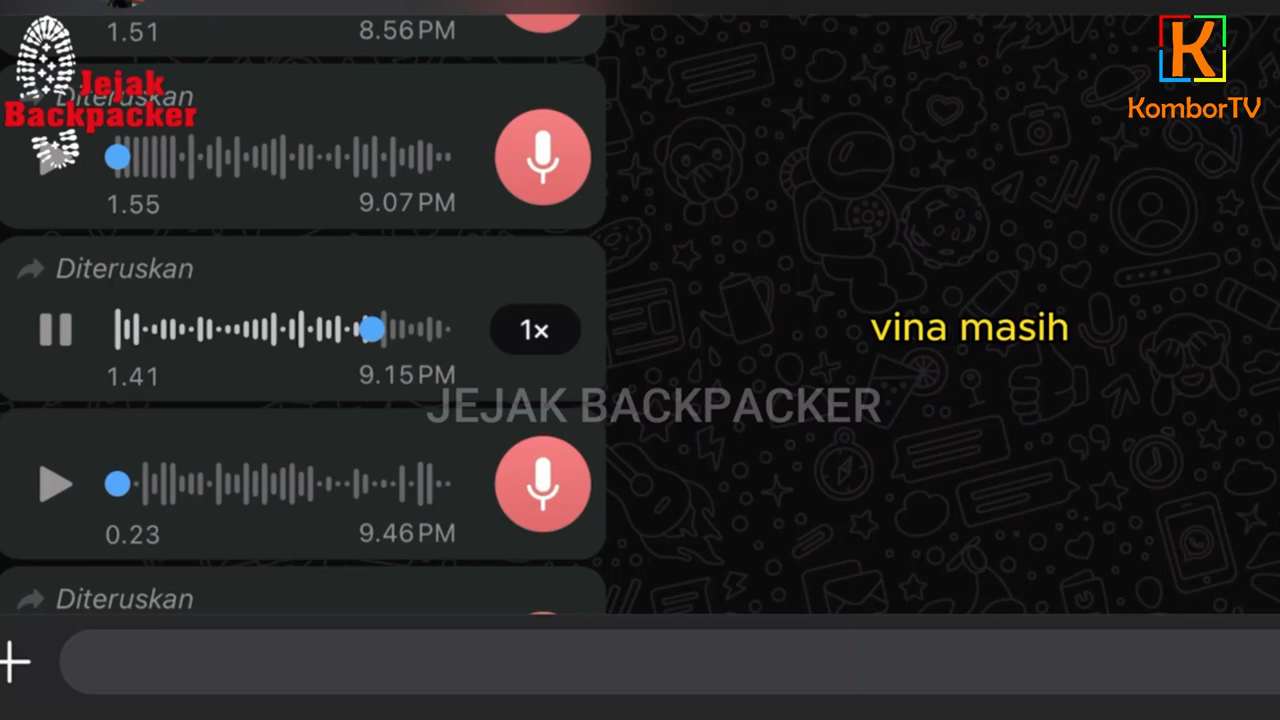 1.51 8.56 PM
Jejak
Backpacker
K
KomborTV
Diteruskan
1.55 9.07 PM
Diteruskan
1×
vina masih
1.41 9.15 PM
JEJAK BACKPACKER
0.23 9.46 PM
Diteruskan